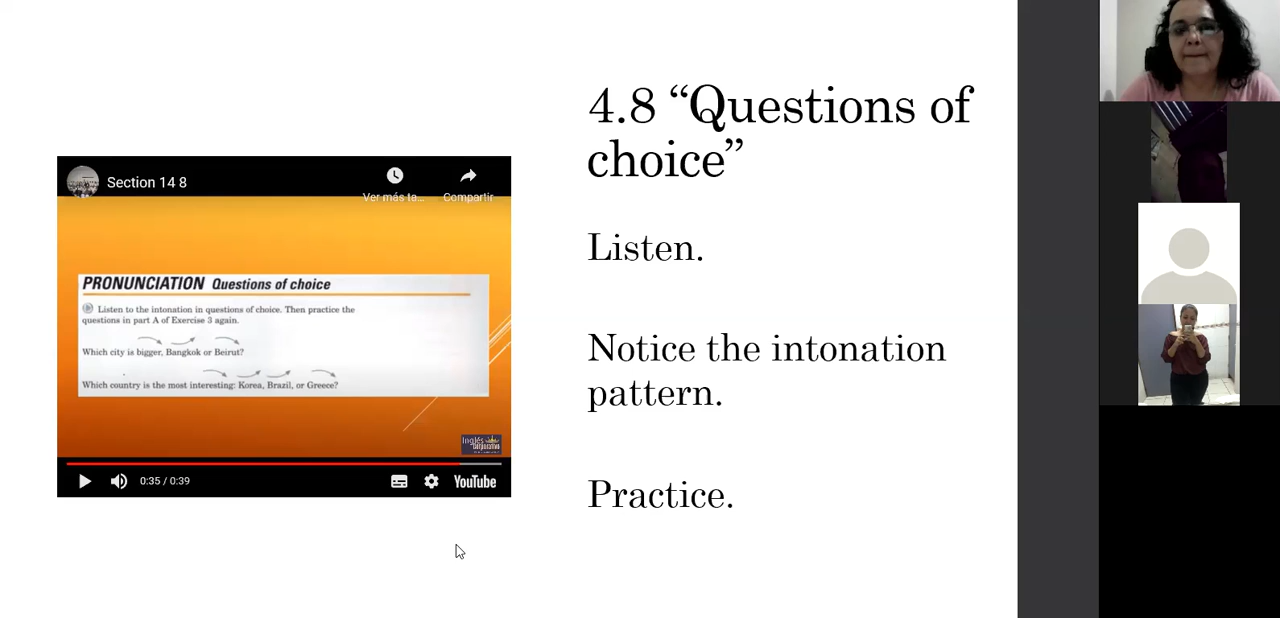 4.8 “Questions of
choice”
Listen.
Notice the intonation
pattern.
Practice.
Section 14 8
Ver más ta...
Compartir
PRONUNCIATION Questions of choice
Listen to the intonation in questions of choice. Then practice the
questions in part A of Exercise 3 again.
Which city is bigger, Bangkok or Beirut?
Which country is the most interesting: Korea, Brazil, or Greece?
Inglés
0:35 / 0:39
YouTube